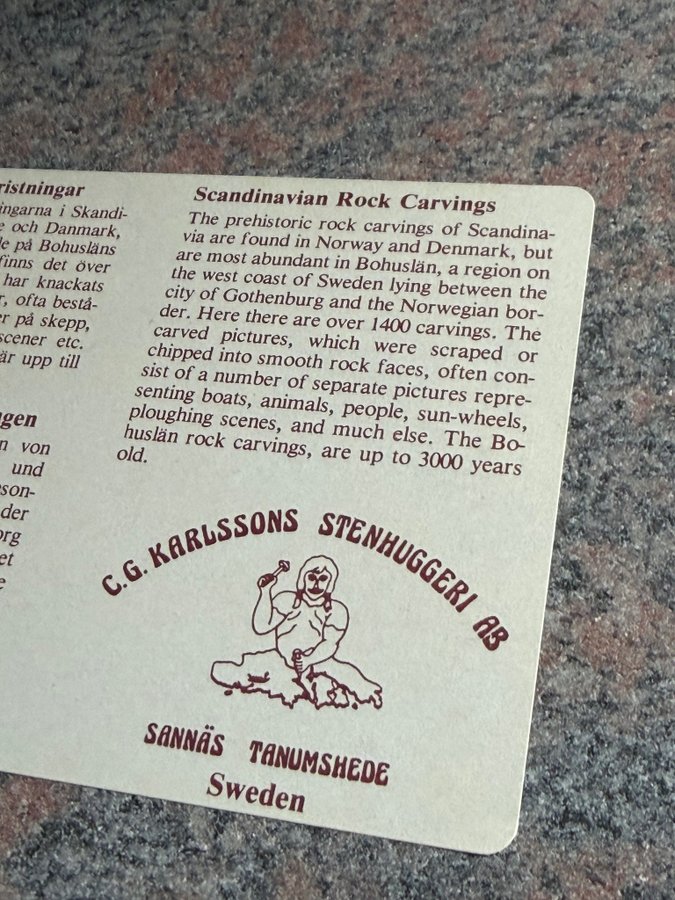 ristningar
ingarna i Skandi-
e och Danmark,
le på Bohusläns
finns det över
har knackats
r, ofta bestå-
er på skepp,
scener etc.
är upp till
gen
n von
und
eson-
der
org
et
e
Scandinavian Rock Carvings
The prehistoric rock carvings of Scandina-
via are found in Norway and Denmark, but
are most abundant in Bohuslän, a region on
the west coast of Sweden lying between the
city of Gothenburg and the Norwegian bor-
der. Here there are over 1400 carvings. The
carved pictures, which were scraped or
chipped into smooth rock faces, often con-
sist of a number of separate pictures repre-
senting boats, animals, people, sun-wheels,
ploughing scenes, and much else. The Bo-
huslän rock carvings, are up to 3000 years
old.
C.G. KARLSSONS STENHUGGERI AB
SANNÄS TANUMSHEDE
Sweden